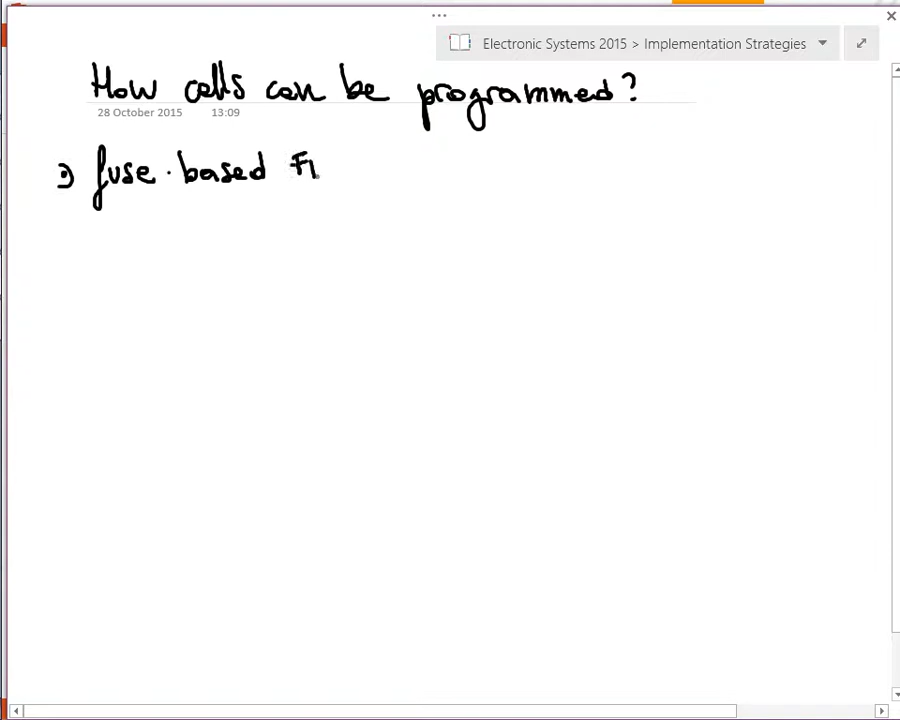 Electronic Systems 2015 > Implementation Strategies
How cells can be programmed?
28 October 2015 13:09
fuse-based